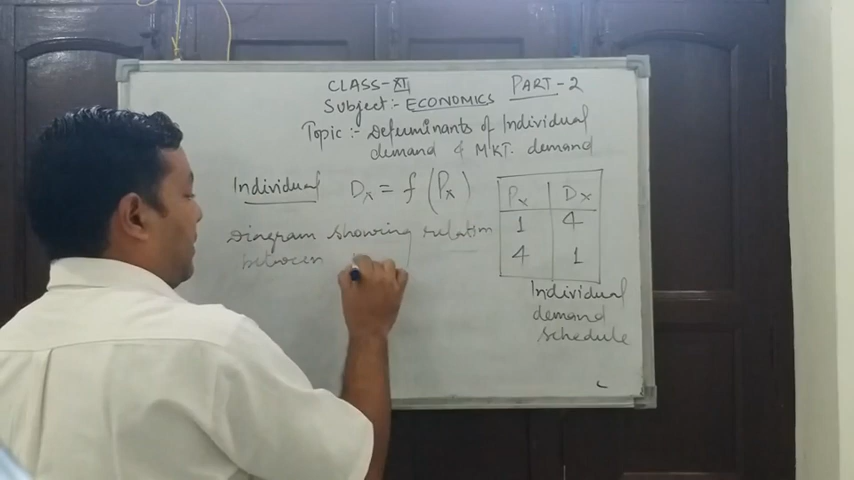 CLASS-XI
PART-2
Subject:- ECONOMICS
Topic:- Determinants of Individual
demand & MKT. demand
Individual Dx = f (Px)
Px Dx
1 4
4 1
Diagram showing relation
between
Individual
demand
schedule